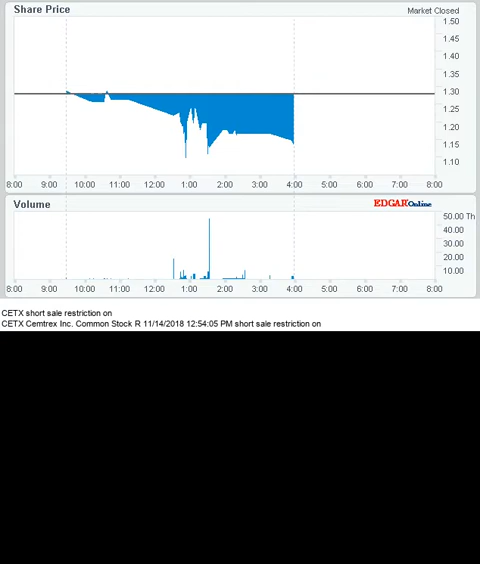 Share Price
Market Closed
1.50
1.45
1.40
1.35
1.30
1.25
1.20
1.15
1.10
8:00 9:00 10:00 11:00 12:00 1:00 2:00 3:00 4:00 5:00 6:00 7:00 8:00
Volume
EDGAROnline
50.00 Th
40.00
30.00
20.00
10.00
8:00 9:00 10:00 11:00 12:00 1:00 2:00 3:00 4:00 5:00 6:00 7:00 8:00
CETX short sale restriction on
CETX Cemtrex Inc. Common Stock R 11/14/2018 12:54:05 PM short sale restriction on